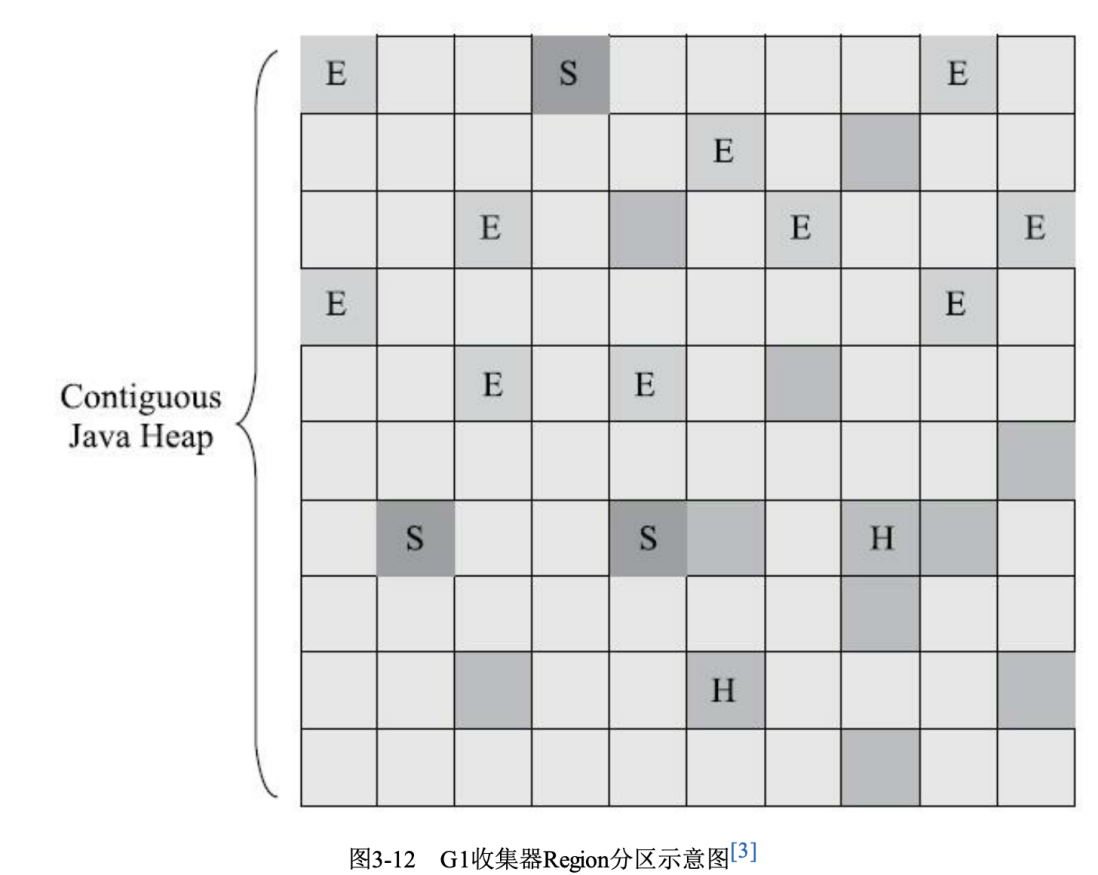 E S E
E
E E E
E E
E E
Contiguous
Java Heap
S S H
H
图3-12 G1收集器Region分区示意图[3]